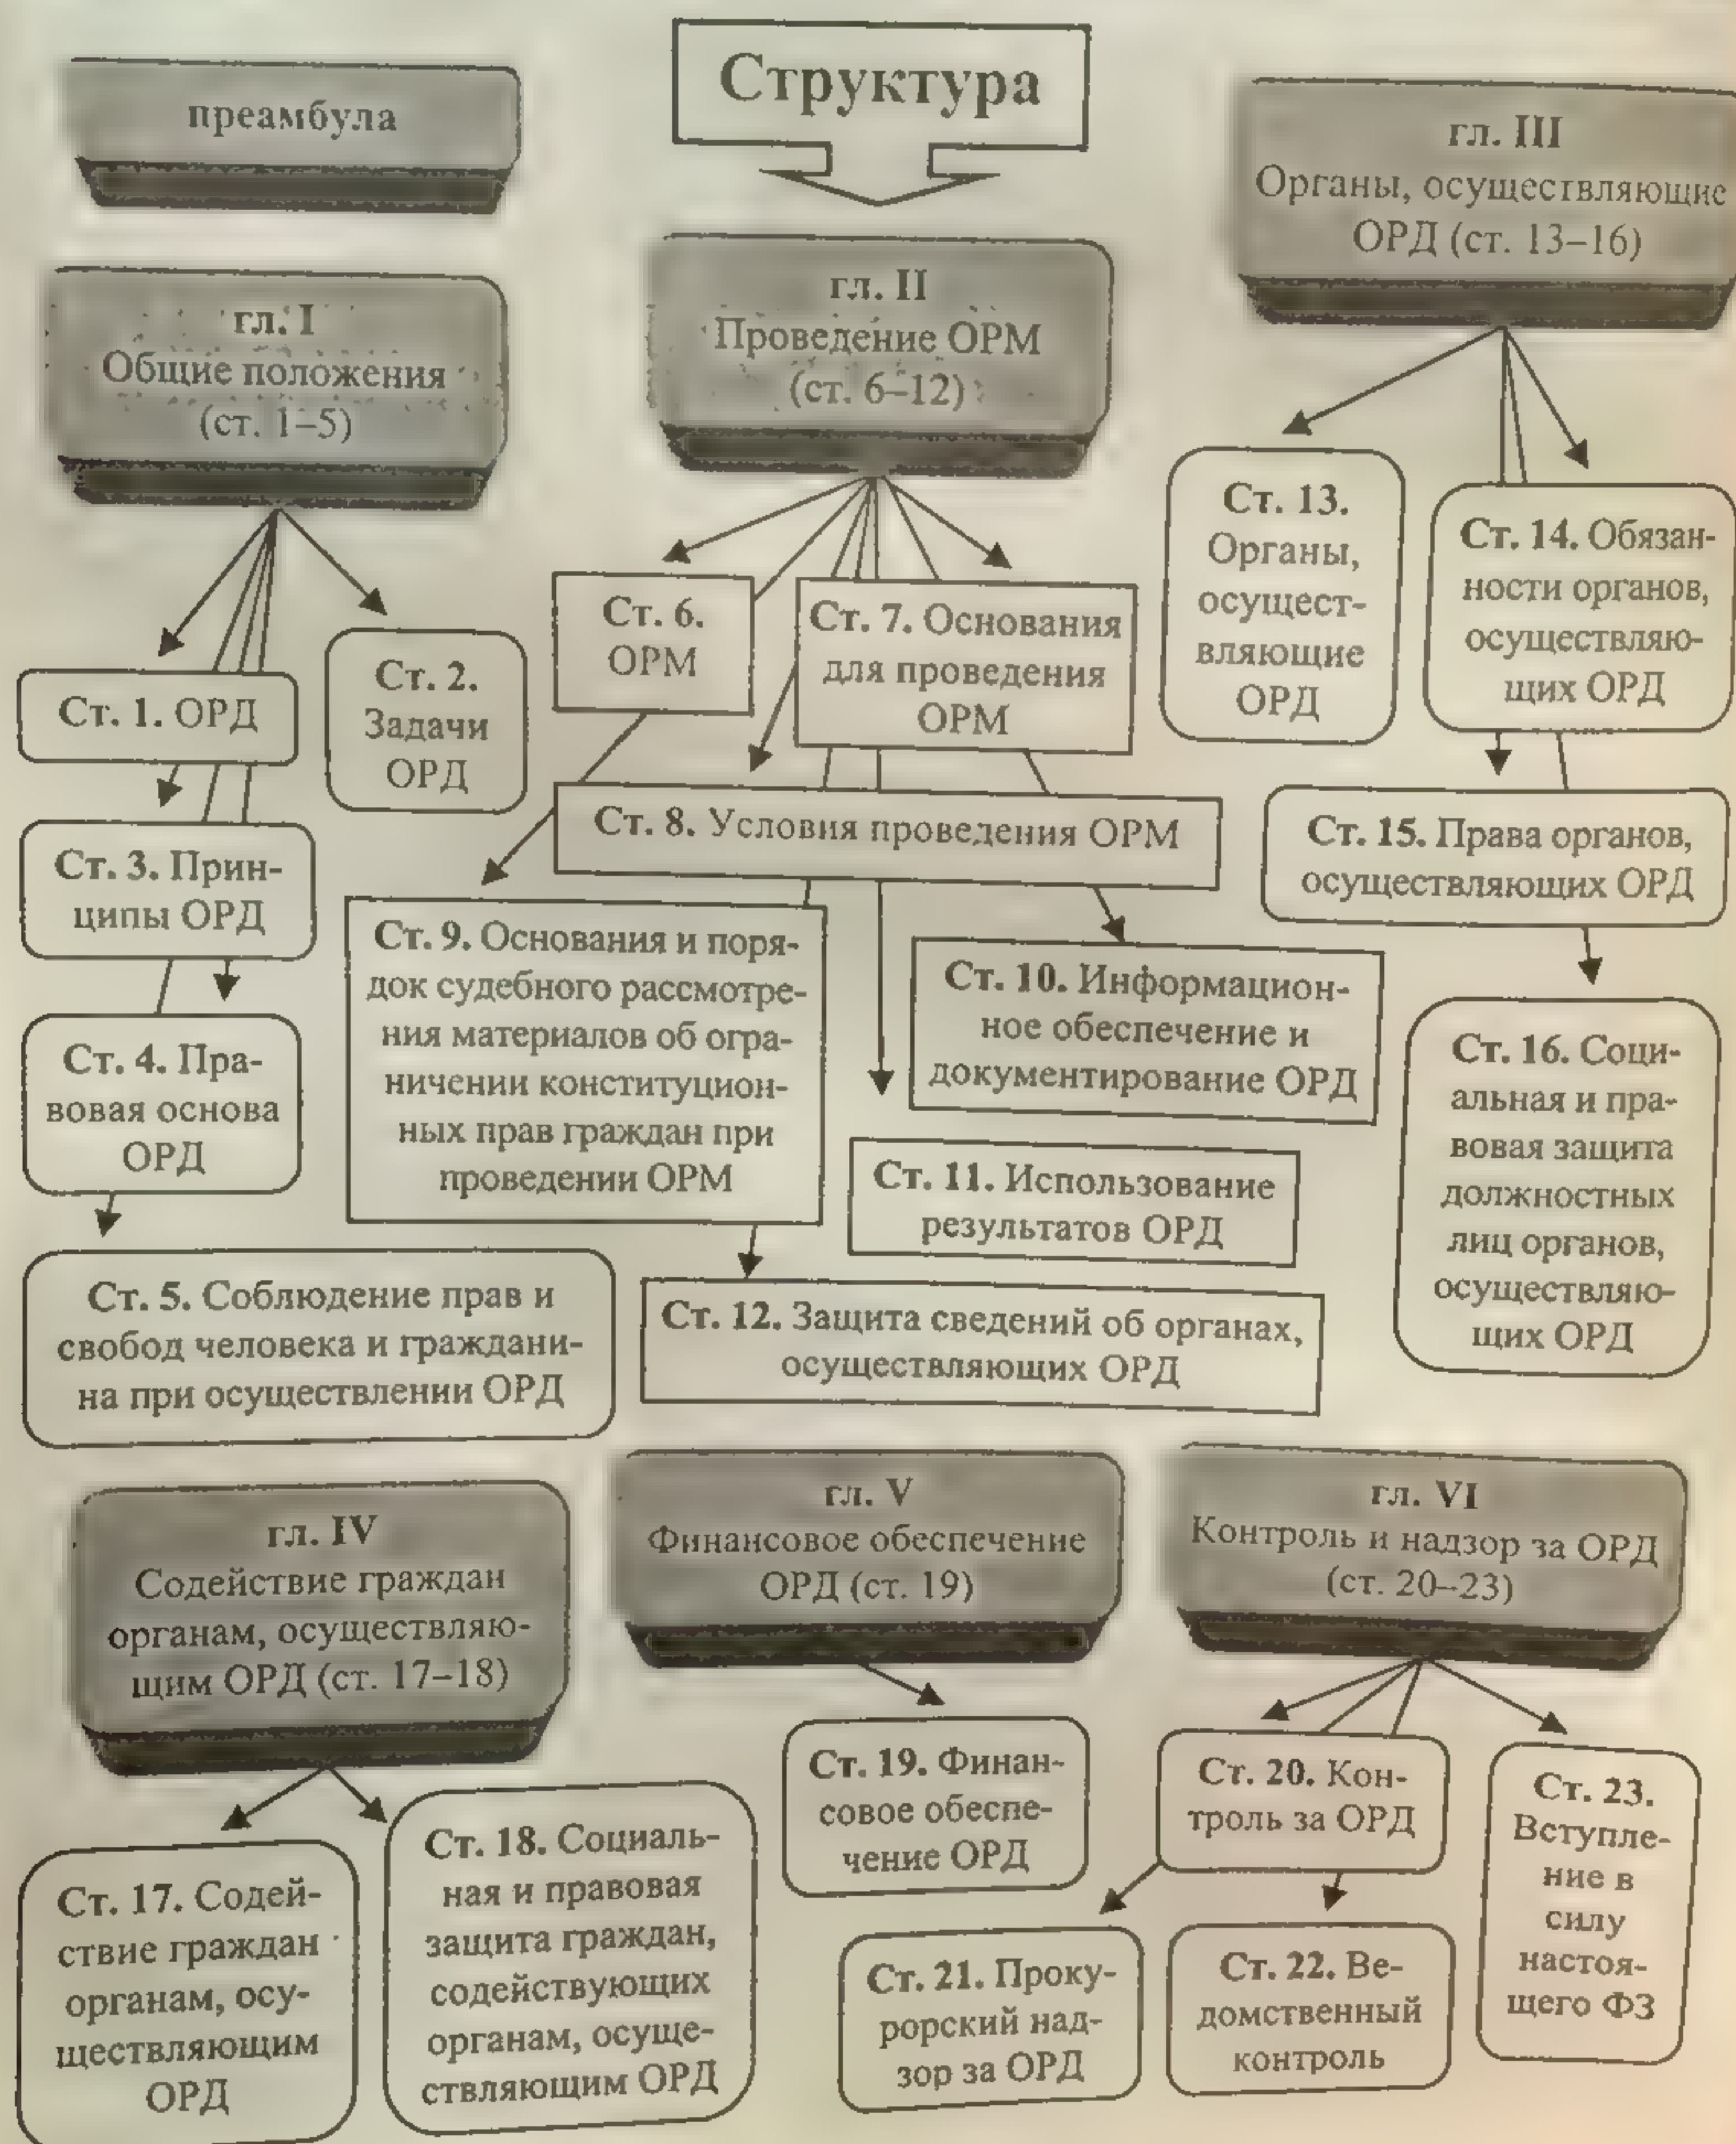 Структура
преамбула
гл. I
Общие положения
(ст. 1–5)
Ст. 1. ОРД
Ст. 2.
Задачи
ОРД
Ст. 3. Прин-
ципы ОРД
Ст. 4. Пра-
вовая основа
ОРД
Ст. 5. Соблюдение прав и
свобод человека и граждани-
на при осуществлении ОРД
гл. II
Проведение ОРМ
(ст. 6–12)
Ст. 6.
ОРМ
Ст. 7. Основания
для проведения
ОРМ
Ст. 8. Условия проведения ОРМ
Ст. 9. Основания и поря-
док судебного рассмотре-
ния материалов об огра-
ничении конституцион-
ных прав граждан при
проведении ОРМ
Ст. 10. Информацион-
ное обеспечение и
документирование ОРД
Ст. 11. Использование
результатов ОРД
Ст. 12. Защита сведений об органах,
осуществляющих ОРД
гл. III
Органы, осуществляющие
ОРД (ст. 13–16)
Ст. 13.
Органы,
осущест-
вляющие
ОРД
Ст. 14. Обязан-
ности органов,
осуществляю-
щих ОРД
Ст. 15. Права органов,
осуществляющих ОРД
Ст. 16. Соци-
альная и пра-
вовая защита
должностных
лиц органов,
осуществляю-
щих ОРД
гл. IV
Содействие граждан
органам, осуществляю-
щим ОРД (ст. 17–18)
Ст. 17. Содей-
ствие граждан
органам, осу-
ществляющим
ОРД
Ст. 18. Социаль-
ная и правовая
защита граждан,
содействующих
органам, осуще-
ствляющим ОРД
гл. V
Финансовое обеспечение
ОРД (ст. 19)
Ст. 19. Финан-
совое обеспе-
чение ОРД
гл. VI
Контроль и надзор за ОРД
(ст. 20–23)
Ст. 20. Кон-
троль за ОРД
Ст. 21. Проку-
рорский над-
зор за ОРД
Ст. 22. Ве-
домственный
контроль
Ст. 23.
Вступле-
ние в
силу
настоя-
щего ФЗ